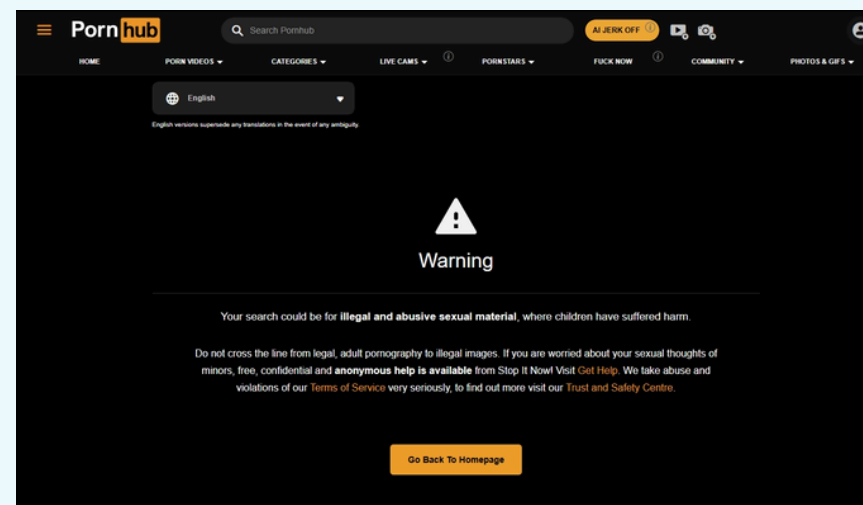 Porn hub
Search Pornhub
AI JERK OFF
HOME
PORN VIDEOS
CATEGORIES
LIVE CAMS
PORNSTARS
FUCK NOW
COMMUNITY
PHOTOS & GIFS
English
English versions supersede any translations in the event of any ambiguity.
Warning
Your search could be for illegal and abusive sexual material, where children have suffered harm.
Do not cross the line from legal, adult pornography to illegal images. If you are worried about your sexual thoughts of
minors, free, confidential and anonymous help is available from Stop It Now! Visit Get Help. We take abuse and
violations of our Terms of Service very seriously, to find out more visit our Trust and Safety Centre.
Go Back To Homepage